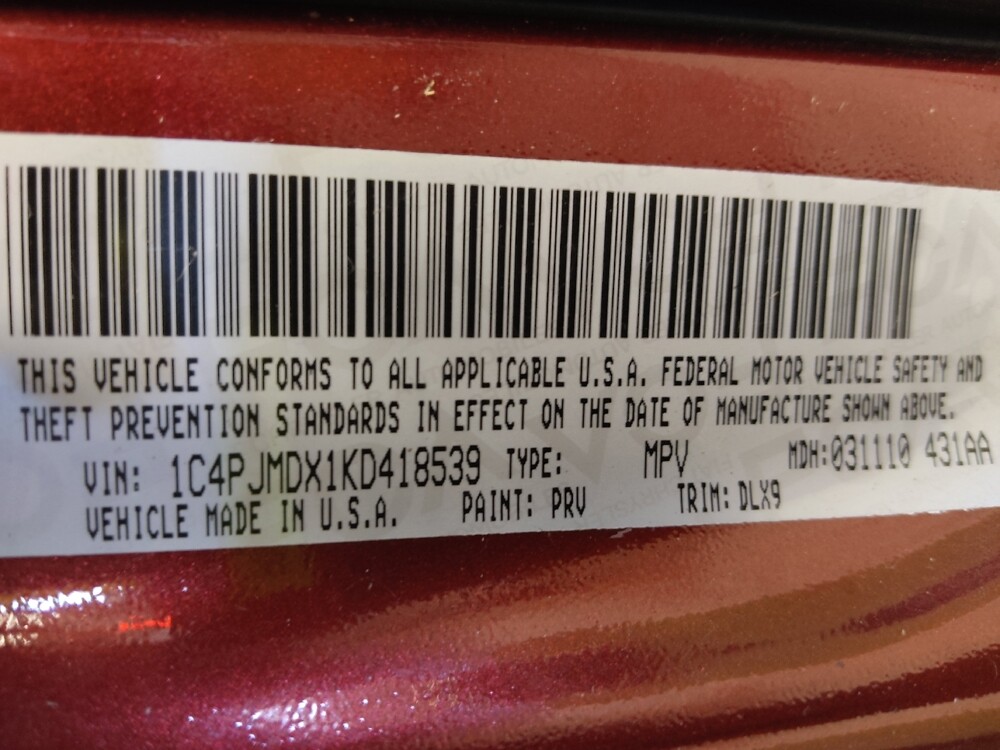 THIS VEHICLE CONFORMS TO ALL APPLICABLE U.S.A. FEDERAL MOTOR VEHICLE SAFETY AND
THEFT PREVENTION STANDARDS IN EFFECT ON THE DATE OF MANUFACTURE SHOWN ABOVE.
VIN: 1C4PJMDX1KD418539 TYPE: MPV MDH:031110 431AA
VEHICLE MADE IN U.S.A. PAINT: PRV TRIM: DLX9